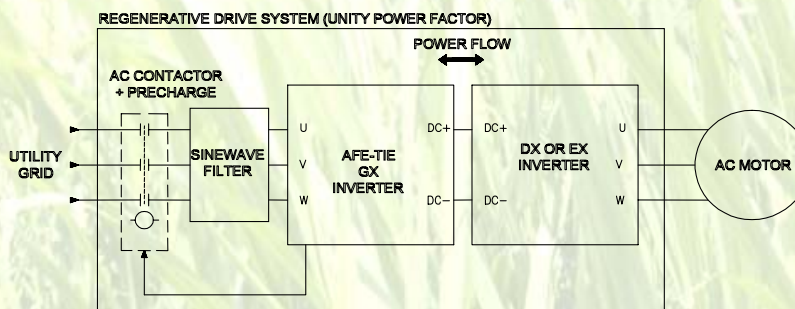 REGENERATIVE DRIVE SYSTEM (UNITY POWER FACTOR)
POWER FLOW
AC CONTACTOR
+ PRECHARGE
UTILITY
GRID
SINEWAVE
FILTER
U
V
W
AFE-TIE
GX
INVERTER
DC+
DC−
DC+
DC−
DX OR EX
INVERTER
U
V
W
AC MOTOR